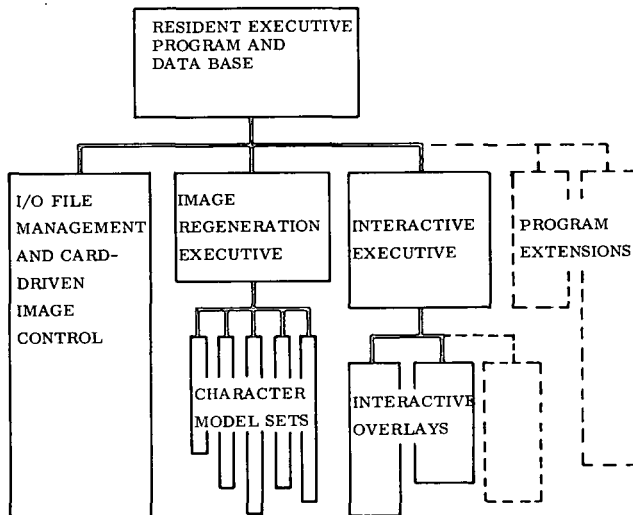 RESIDENT EXECUTIVE
PROGRAM AND
DATA BASE
I/O FILE
MANAGEMENT
AND CARD-
DRIVEN
IMAGE
CONTROL
IMAGE
REGENERATION
EXECUTIVE
INTERACTIVE
EXECUTIVE
PROGRAM
EXTENSIONS
CHARACTER
MODEL SETS
INTERACTIVE
OVERLAYS